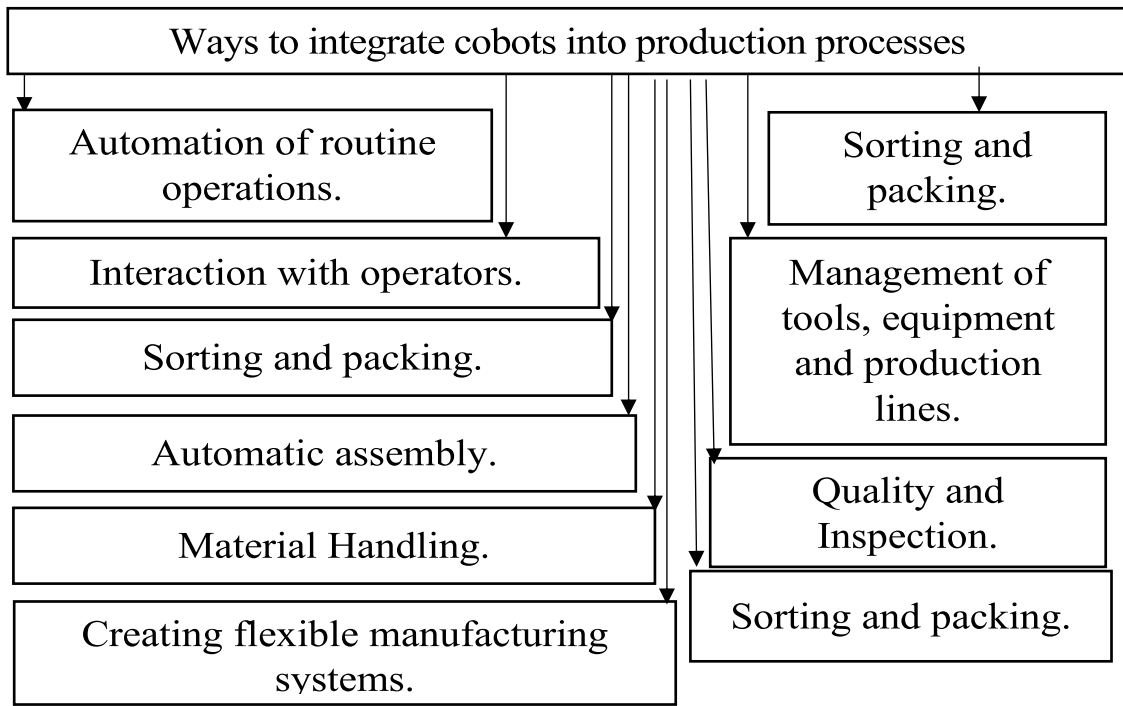 Ways to integrate cobots into production processes
Automation of routine
operations.
Interaction with operators.
Sorting and packing.
Automatic assembly.
Material Handling.
Creating flexible manufacturing
systems.
Sorting and
packing.
Management of
tools, equipment
and production
lines.
Quality and
Inspection.
Sorting and packing.